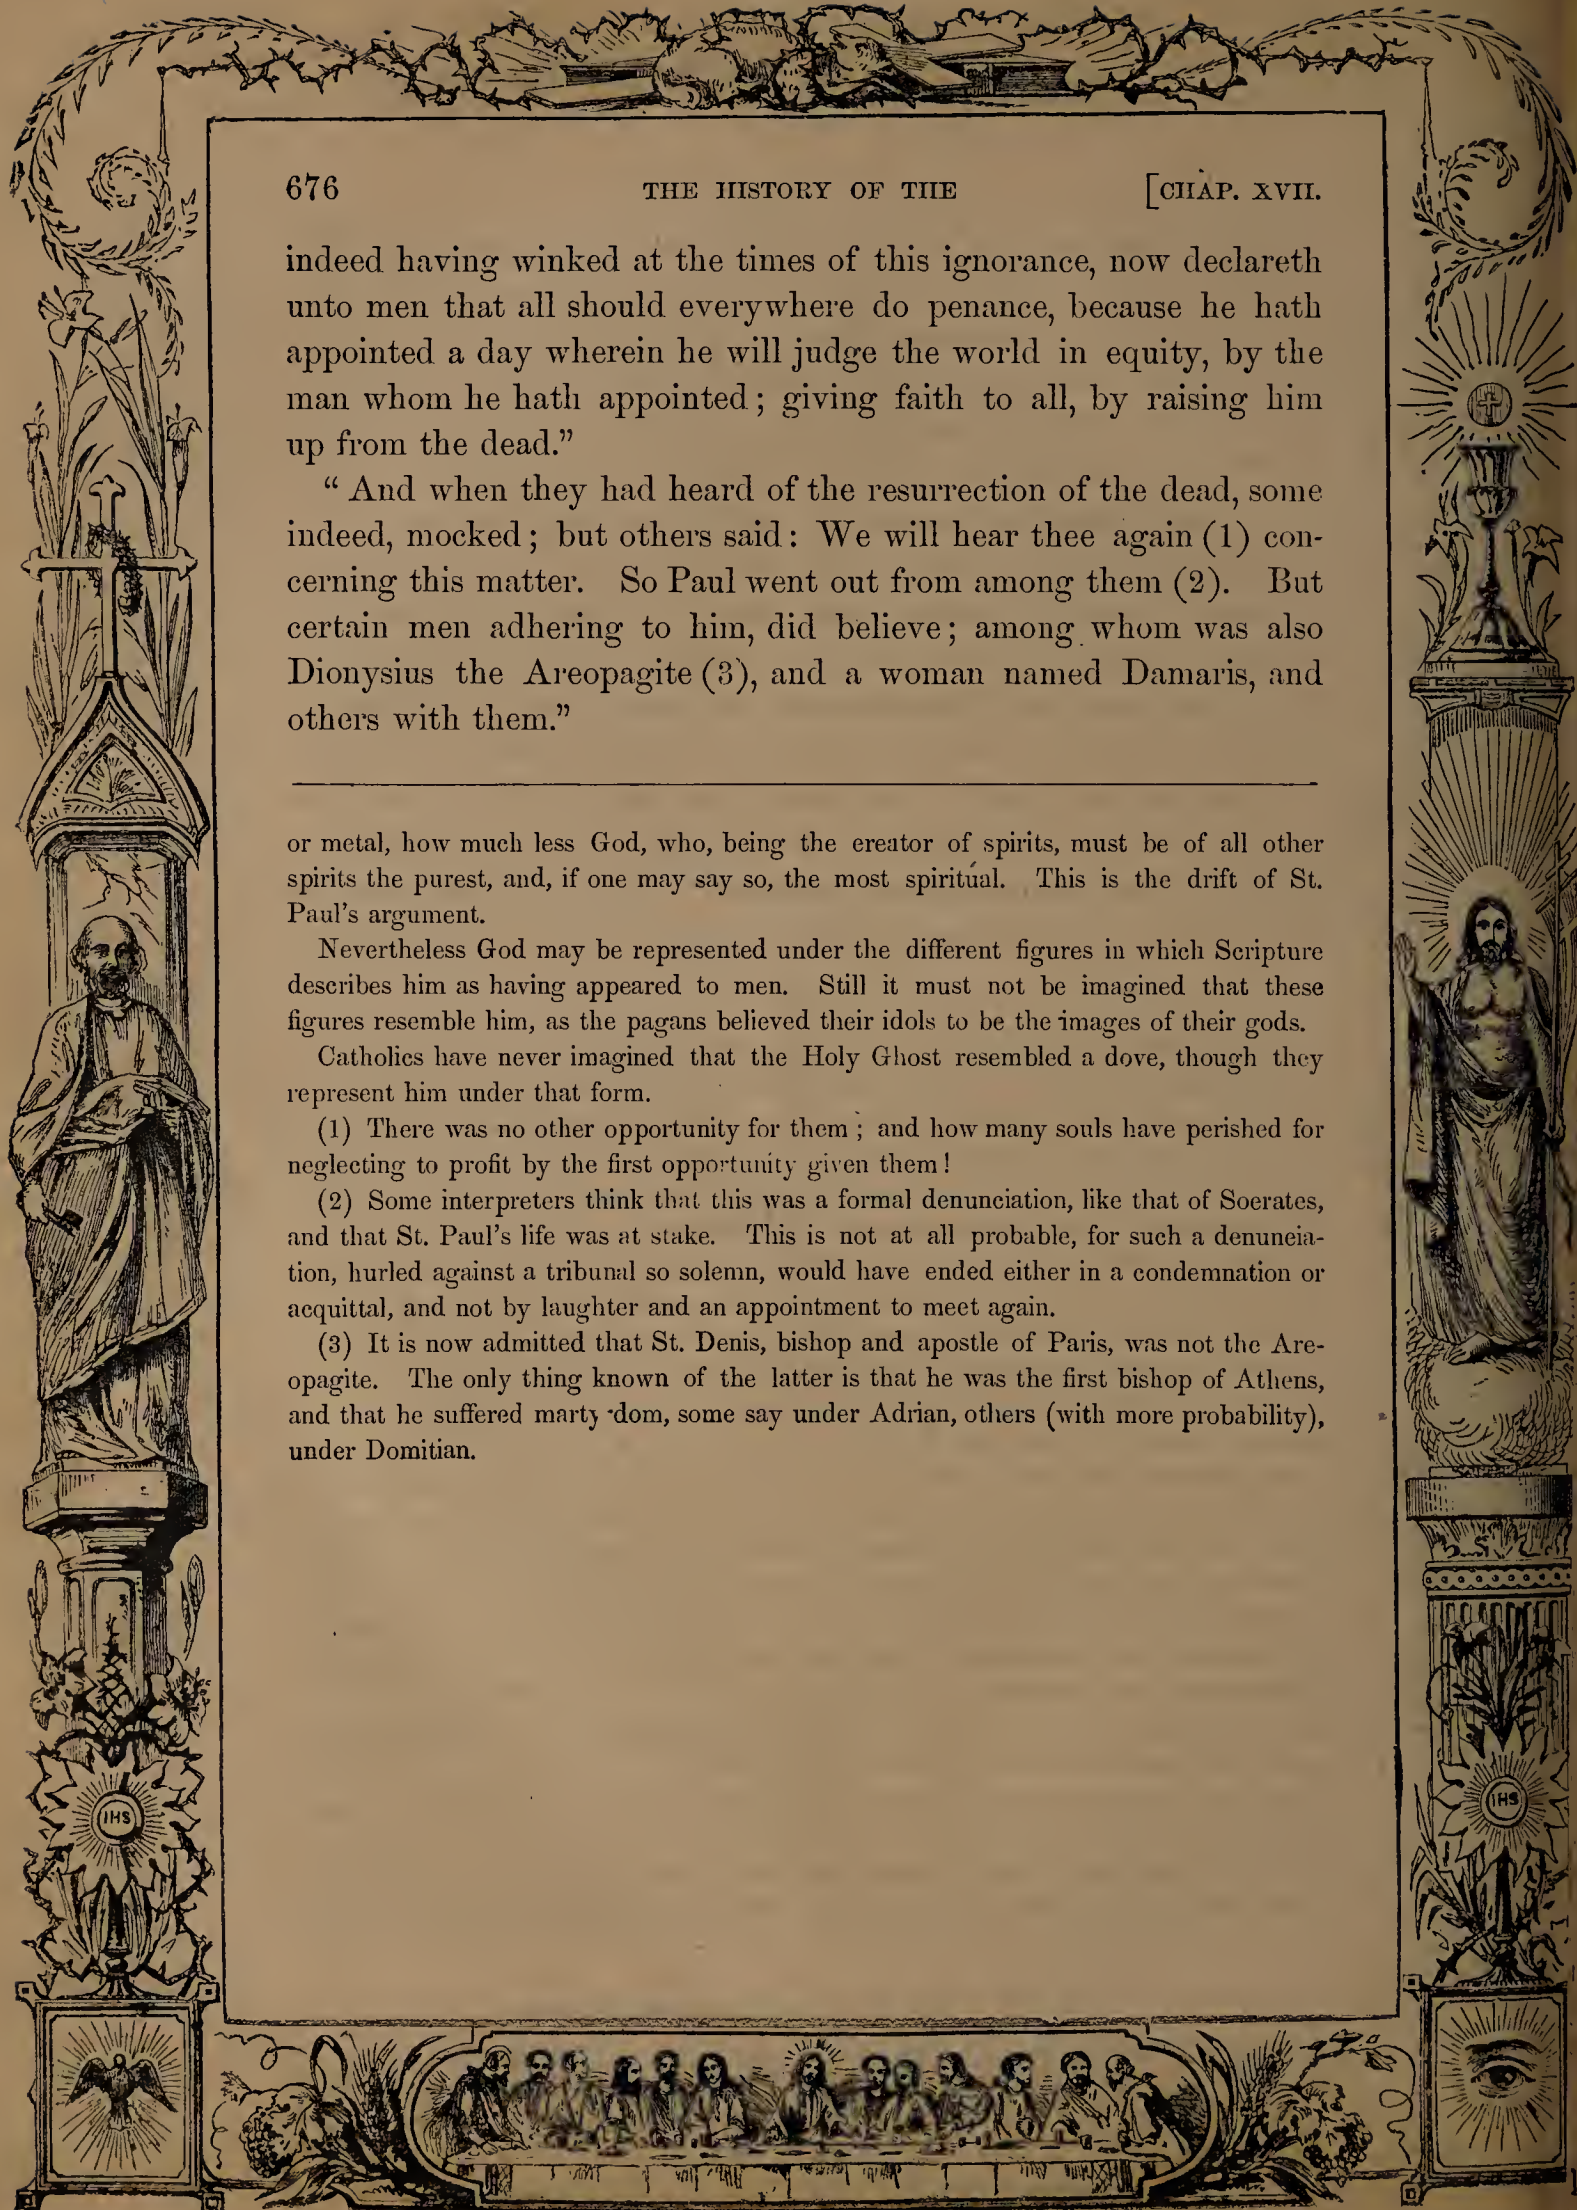 676 THE HISTORY OF THE [CHAP. XVII.
indeed having winked at the times of this ignorance, now declareth
unto men that all should everywhere do penance, because he hath
appointed a day wherein he will judge the world in equity, by the
man whom he hath appointed; giving faith to all, by raising him
up from the dead.”
“ And when they had heard of the resurrection of the dead, some
indeed, mocked; but others said: We will hear thee again (1) con-
cerning this matter. So Paul went out from among them (2). But
certain men adhering to him, did believe; among whom was also
Dionysius the Areopagite (3), and a woman named Damaris, and
others with them.”
or metal, how much less God, who, being the creator of spirits, must be of all other
spirits the purest, and, if one may say so, the most spiritual. This is the drift of St.
Paul's argument.
Nevertheless God may be represented under the different figures in which Scripture
describes him as having appeared to men. Still it must not be imagined that these
figures resemble him, as the pagans believed their idols to be the images of their gods.
Catholics have never imagined that the Holy Ghost resembled a dove, though they
represent him under that form.
(1) There was no other opportunity for them ; and how many souls have perished for
neglecting to profit by the first opportunity given them!
(2) Some interpreters think that this was a formal denunciation, like that of Socrates,
and that St. Paul's life was at stake. This is not at all probable, for such a denuncia-
tion, hurled against a tribunal so solemn, would have ended either in a condemnation or
acquittal, and not by laughter and an appointment to meet again.
(3) It is now admitted that St. Denis, bishop and apostle of Paris, was not the Are-
opagite. The only thing known of the latter is that he was the first bishop of Athens,
and that he suffered martyrdom, some say under Adrian, others (with more probability),
under Domitian.
IHS
IHS